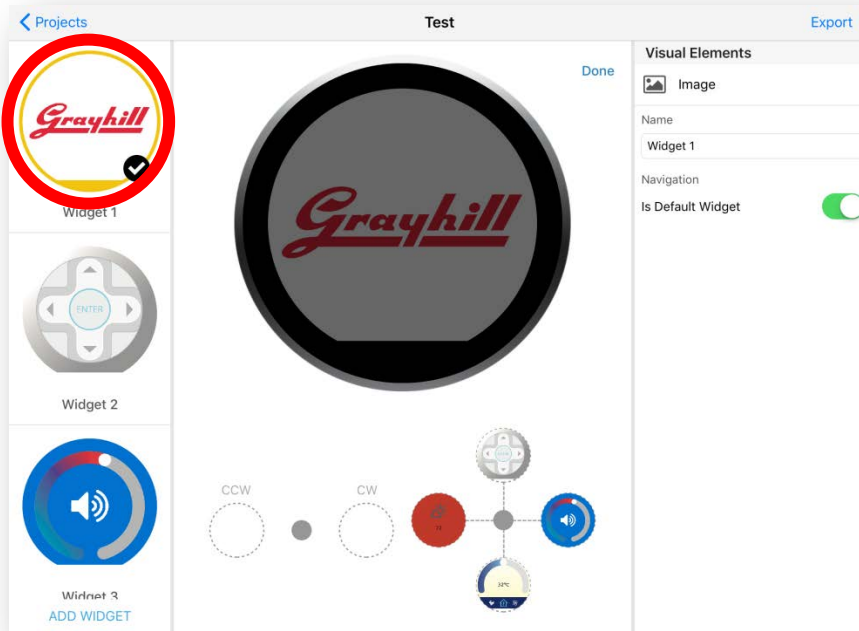 Projects
Test
Export
Grayhill
Widget 1
ENTER
Widget 2
Widget 3
ADD WIDGET
Done
Grayhill
CCW
CW
32°C
Visual Elements
Image
Name
Widget 1
Navigation
Is Default Widget